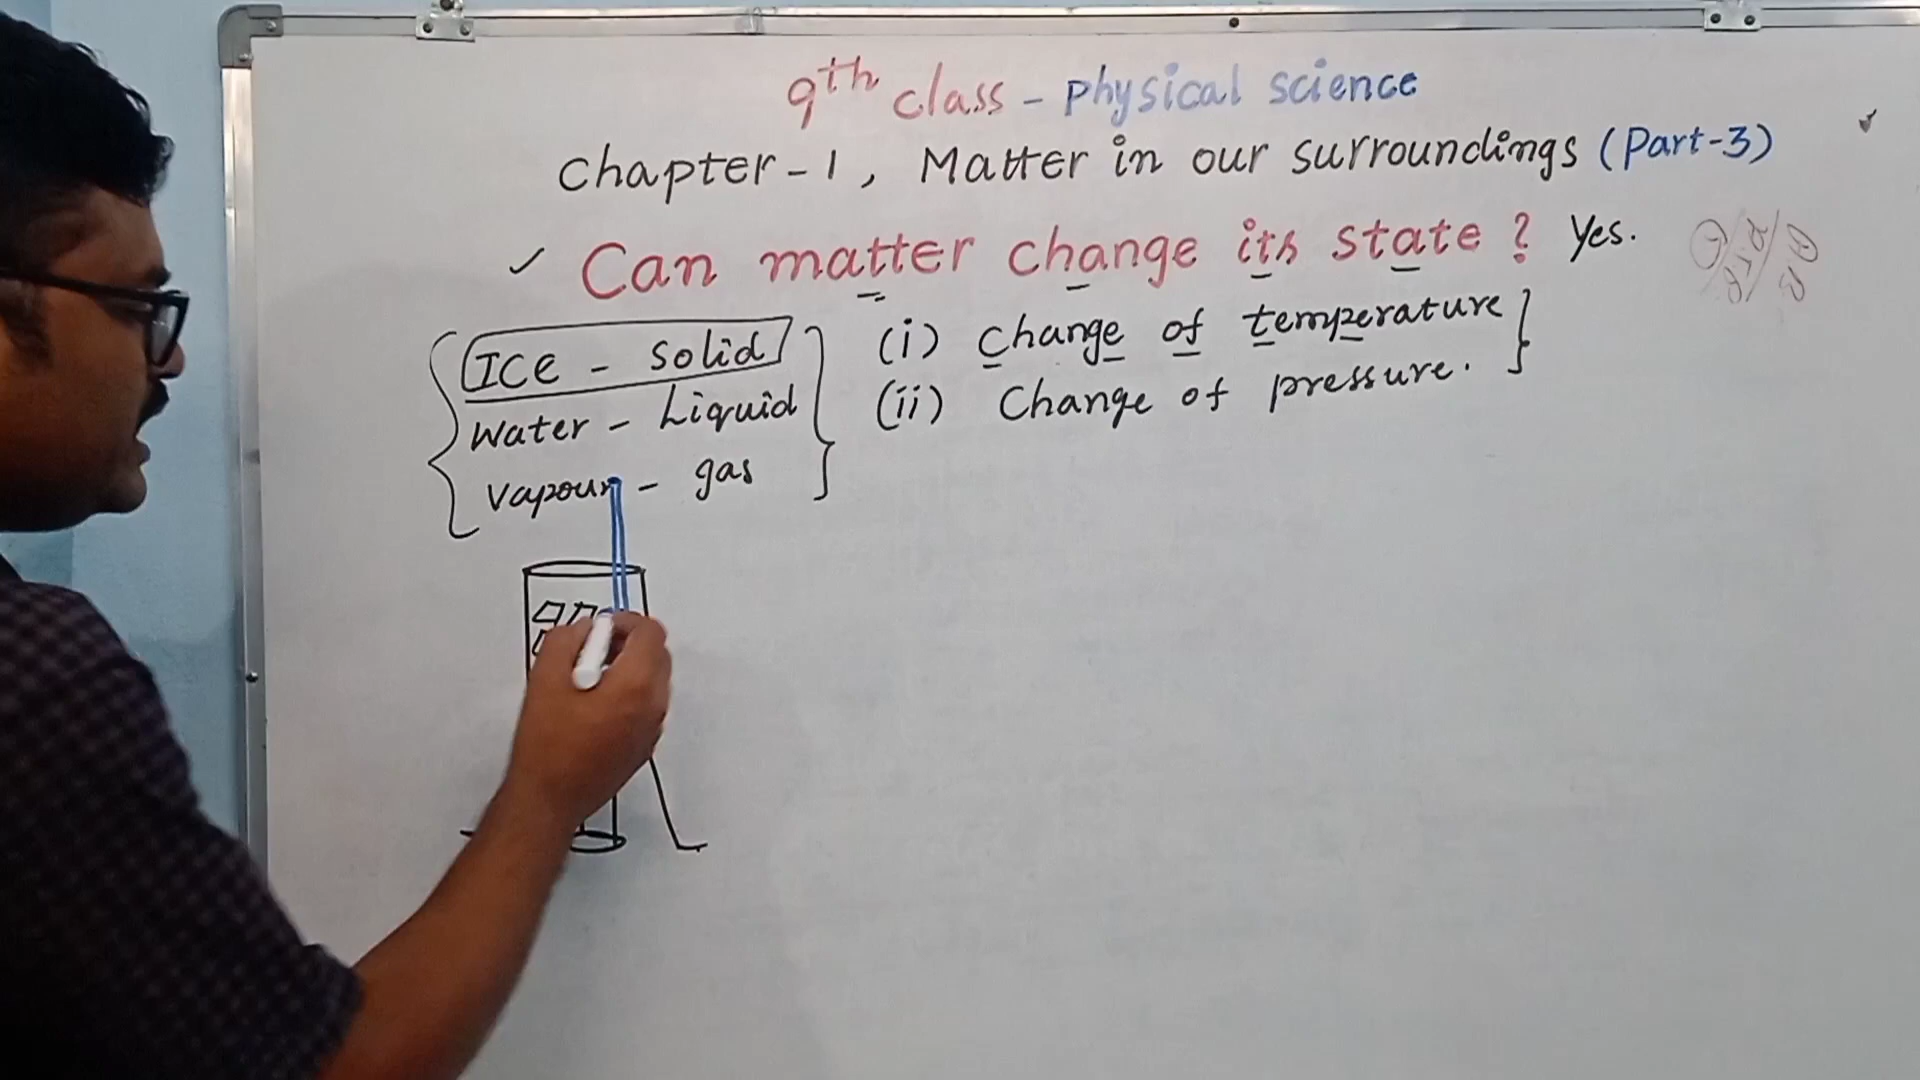 9th class - Physical science
Chapter - 1, Matter in our surroundings (Part-3)
✓ Can matter change its state? Yes.
ICE - Solid
Water - Liquid
Vapour - gas
(i) Change of temperature
(ii) Change of pressure.